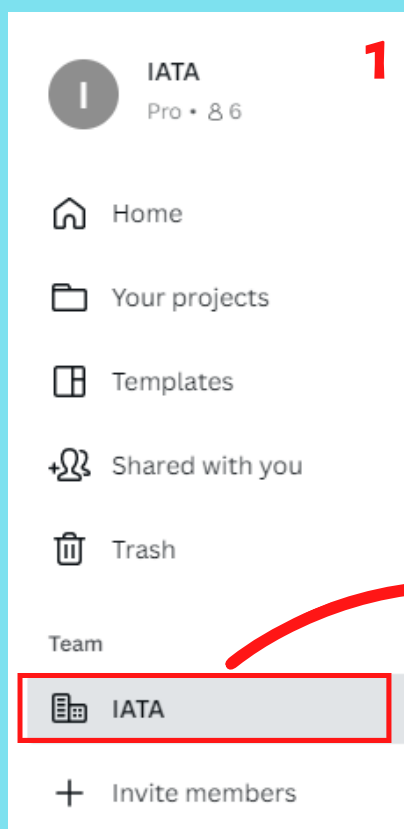 IATA
1
I
Pro • 6
Home
Your projects
Templates
Shared with you
Trash
Team
IATA
Invite members